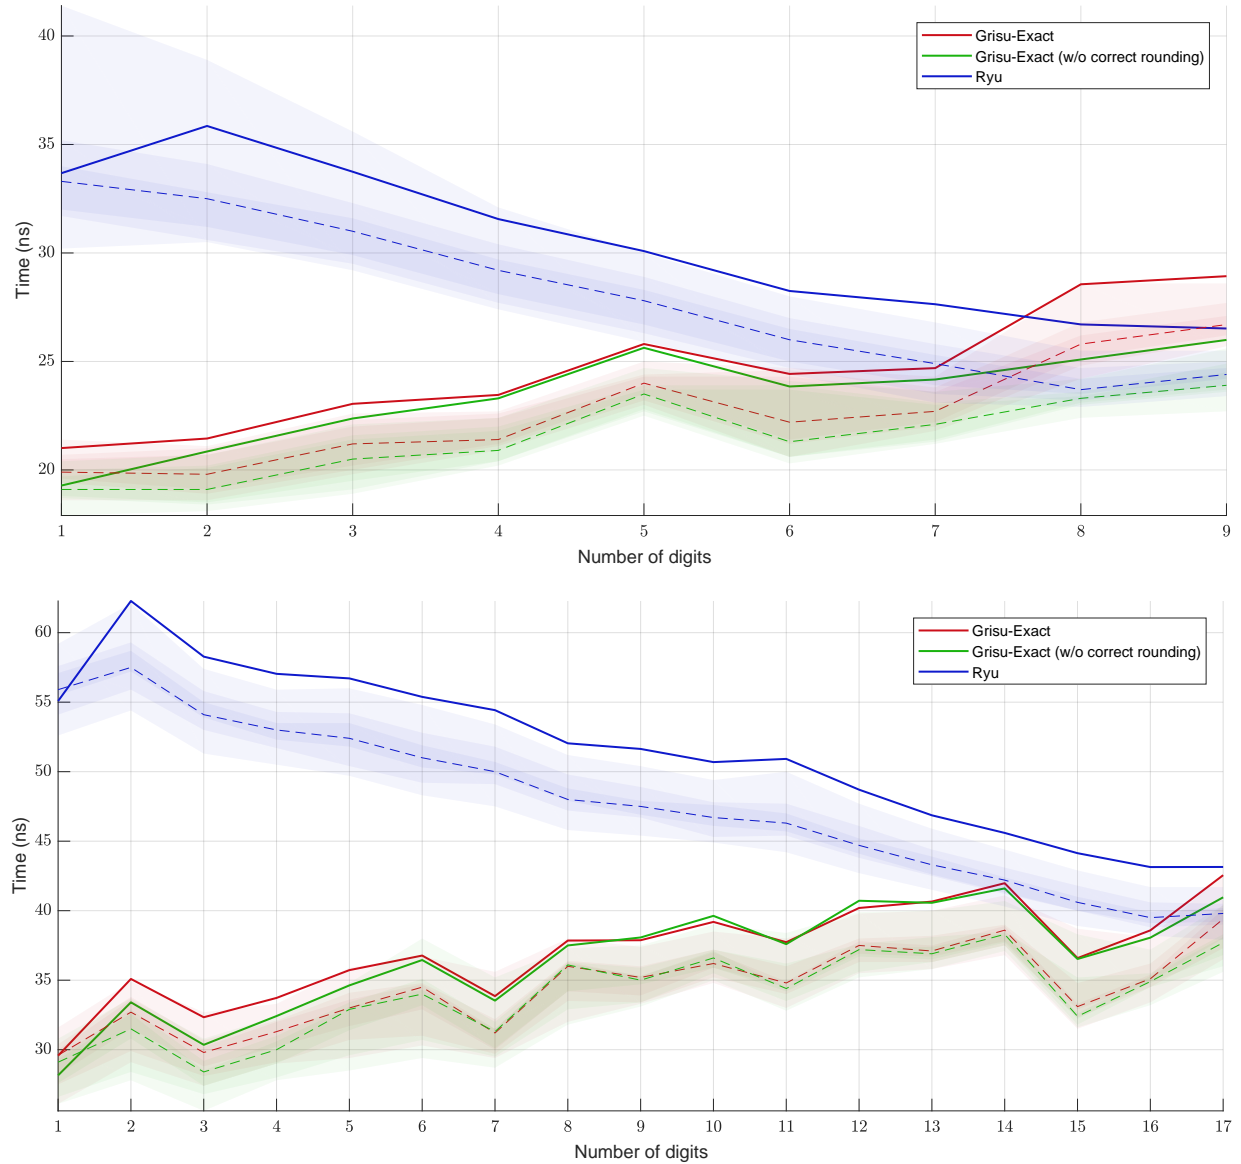 40
35
30
25
20
Time (ns)
Grisu-Exact
Grisu-Exact (w/o correct rounding)
Ryu
1 2 3 4 5 6 7 8 9
Number of digits
60
55
50
45
40
35
30
Time (ns)
Grisu-Exact
Grisu-Exact (w/o correct rounding)
Ryu
1 2 3 4 5 6 7 8 9 10 11 12 13 14 15 16 17
Number of digits